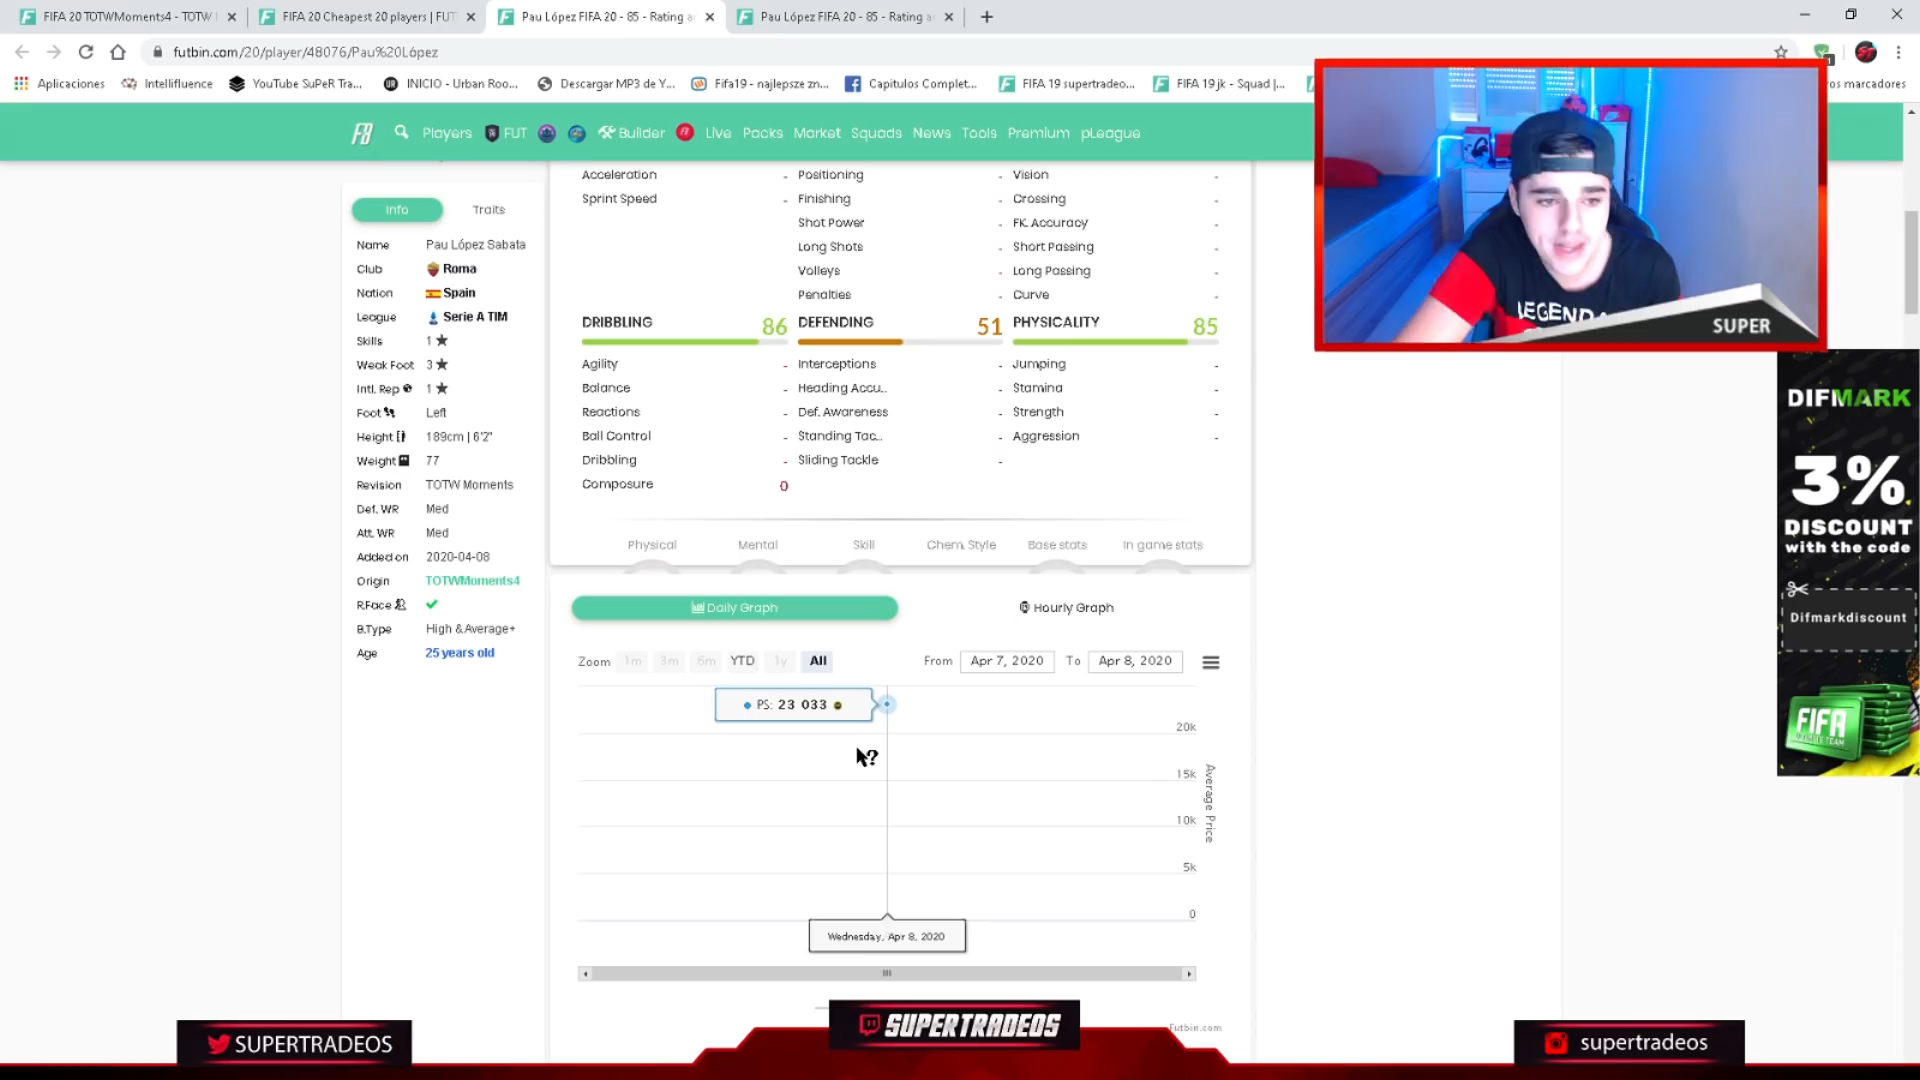 FIFA 20 TOTWMoments4 - TOTW
FIFA 20 Cheapest 20 players | FUT
Pau López FIFA 20 - 85 - Rating a
Pau López FIFA 20 - 85 - Rating a
futbin.com/20/player/48076/Pau%20López
Aplicaciones
Intellifluence
YouTube SuPeR Tra...
INICIO - Urban Roo...
Descargar MP3 de Y...
Fifa19 - najlepsze zn...
Capitulos Complet...
FIFA 19 supertradeo...
FIFA 19 jk - Squad |...
ros marcadores
Players FUT Builder Live Packs Market Squads News Tools Premium pLeague
Info Traits
Name Pau López Sabata
Club Roma
Nation Spain
League Serie A TIM
Skills 1
Weak Foot 3
Intl. Rep 1
Foot Left
Height 189cm | 6'2"
Weight 77
Revision TOTW Moments
Def. WR Med
Att. WR Med
Added on 2020-04-08
Origin TOTWMoments4
R.Face
B.Type High & Average+
Age 25 years old
Acceleration - Positioning - Vision -
Sprint Speed - Finishing - Crossing -
Shot Power - FK. Accuracy -
Long Shots - Short Passing -
Volleys - Long Passing -
Penalties - Curve -
DRIBBLING 86 DEFENDING 51 PHYSICALITY 85
Agility - Interceptions - Jumping -
Balance - Heading Accu... - Stamina -
Reactions - Def. Awareness - Strength -
Ball Control - Standing Tac... - Aggression -
Dribbling - Sliding Tackle -
Composure 0
Physical Mental Skill Chem. Style Base stats In game stats
Daily Graph Hourly Graph
Zoom 1m 3m 6m YTD 1y All From Apr 7, 2020 To Apr 8, 2020
PS: 23 033
20k
15k
10k
5k
0
Average Price
Wednesday, Apr 8, 2020
Futbin.com
LEGENDA
SUPER
DIFMARK
3%
DISCOUNT
with the code
Difmarkdiscount
FIFA
SUPERTRADEOS
SUPERTRADEOS
supertradeos